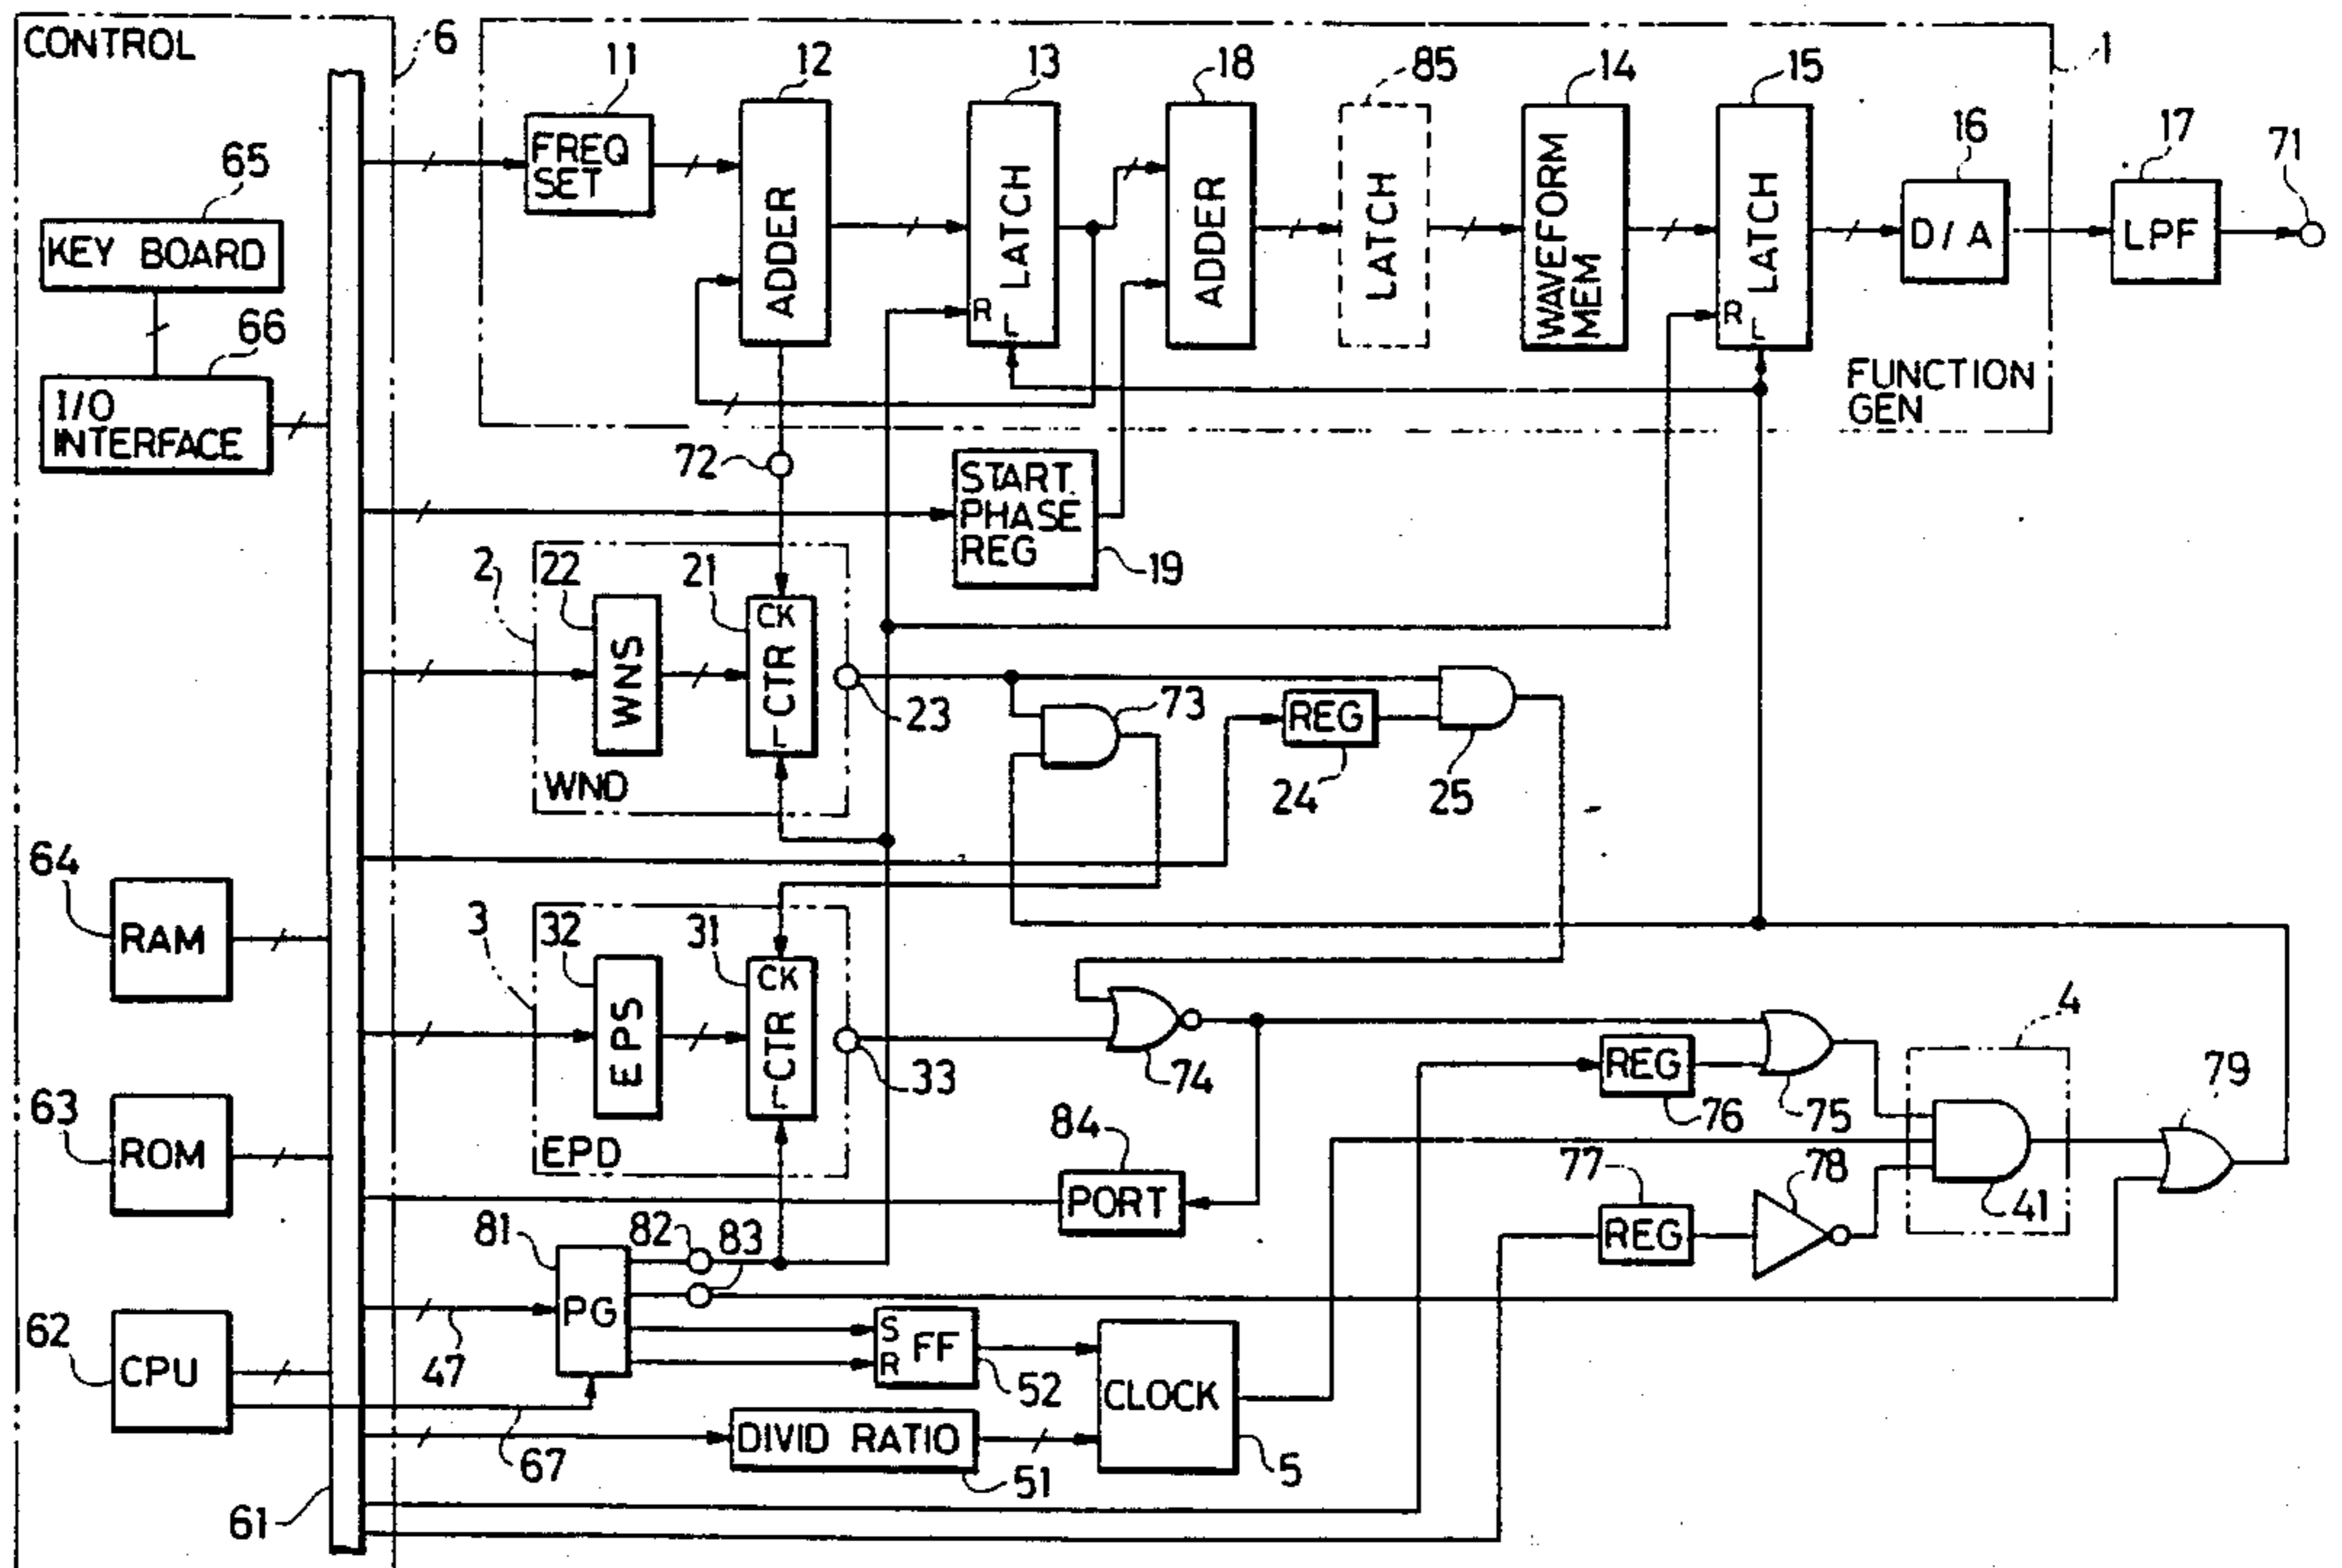 CONTROL
6
11
12
13
18
85
14
15
1
16
17
71
FREQ
SET
ADDER
LATCH
R
L
ADDER
LATCH
WAVEFORM
MEM
LATCH
R
L
D/A
LPF
65
KEY BOARD
66
I/O
INTERFACE
FUNCTION
GEN
72
START
PHASE
REG
19
2
22
21
WNS
CK
CTR
L
23
WND
73
REG
24
25
64
RAM
3
32
31
EPS
CK
CTR
L
33
EPD
74
REG
76
75
4
79
41
63
ROM
84
PORT
77
REG
78
81
82
83
PG
47
S
R
FF
52
62
CPU
67
DIVID RATIO
51
CLOCK
5
61